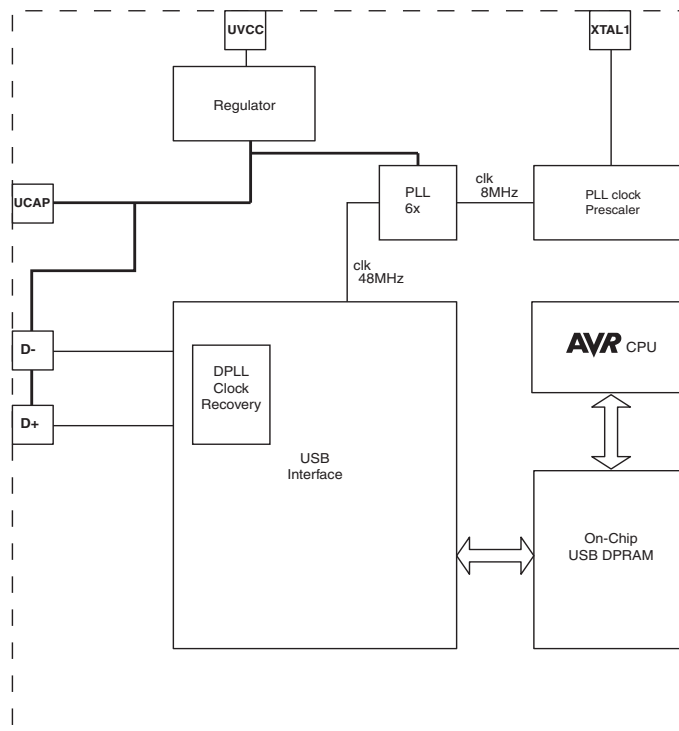 UVCC
XTAL1
Regulator
UCAP
PLL
6x
clk
8MHz
PLL clock
Prescaler
clk
48MHz
D-
D+
DPLL
Clock
Recovery
USB
Interface
AVR CPU
On-Chip
USB DPRAM